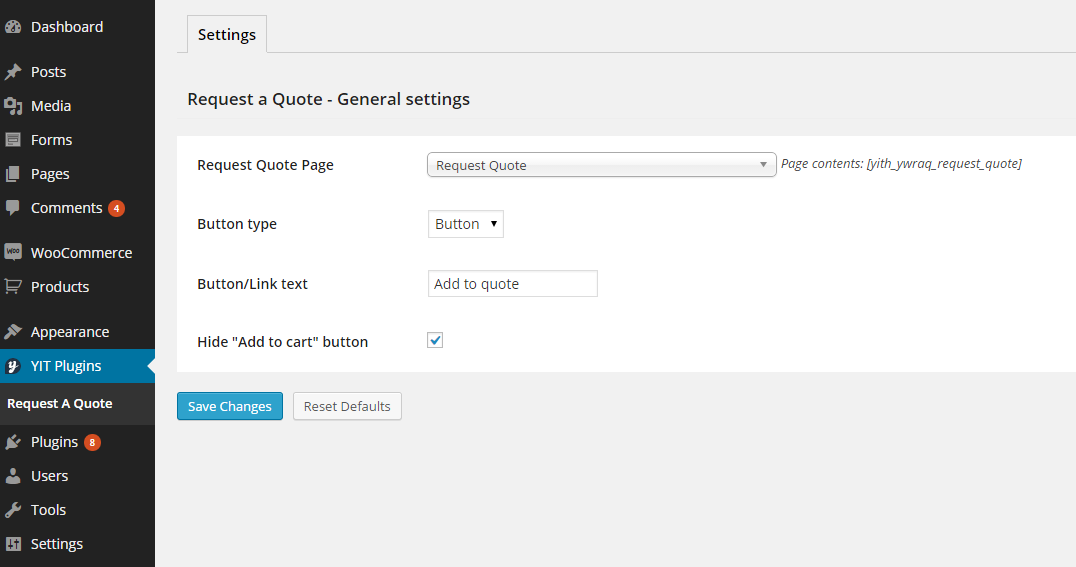 Dashboard
Posts
Media
Forms
Pages
Comments 4
WooCommerce
Products
Appearance
YIT Plugins
Request A Quote
Plugins 8
Users
Tools
Settings
Settings
Request a Quote - General settings
Request Quote Page Request Quote Page contents: [yith_ywraq_request_quote]
Button type Button
Button/Link text Add to quote
Hide "Add to cart" button
Save Changes Reset Defaults